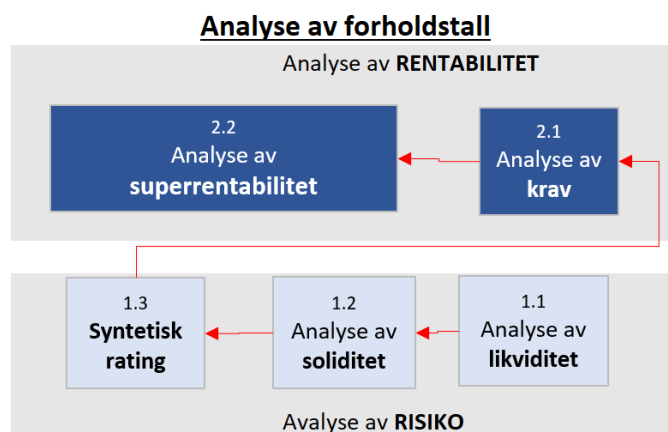 Analyse av forholdstall
Analyse av RENTABILITET
2.2
Analyse av
superrentabilitet
2.1
Analyse av
krav
1.3
Syntetisk
rating
1.2
Analyse av
soliditet
1.1
Analyse av
likviditet
Avalyse av RISIKO